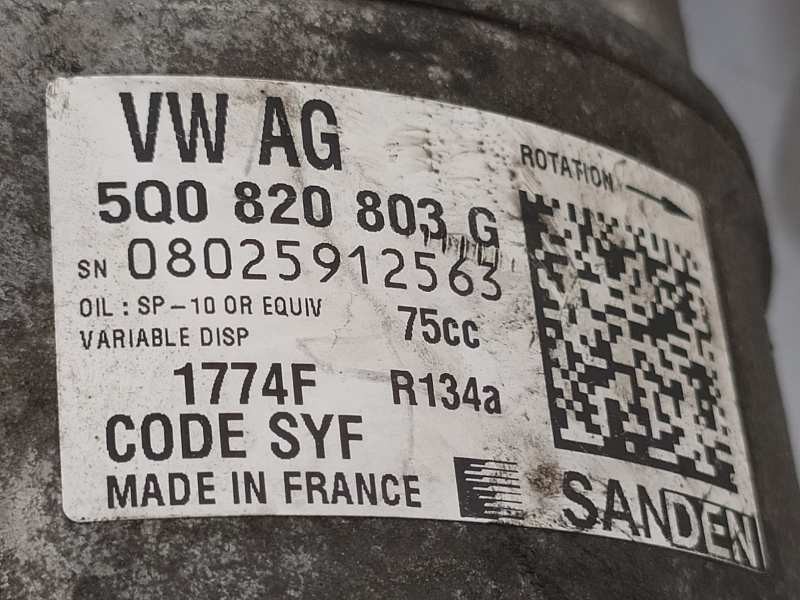 VW AG
ROTATION
5Q0 820 803 G
SN 08025912563
OIL : SP-10 OR EQUIV 75cc
VARIABLE DISP
1774F R134a
CODE SYF
MADE IN FRANCE
SANDEN